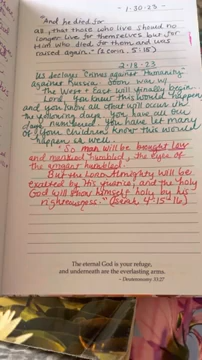 - 1-30-23 -
"And he died for
all, that those who live should no
longer live for themselves but for
Him who died for them and was
raised again." (2 Corin. 5:15)
2-18-23
US declares "Crimes against Humanity"
against Russia. Soon war w/
The West & East will finally begin
Lord, You knew this would happen
and you have all that will occur in
the following days. You have all our
days numbered. You have let many
of your children know this would
happen as well.
"So man will be brought low
and mankind humbled, the eyes of
the arrogant humbled.
But the Lord Almighty will be
exalted by His justice, and the holy
God will show himself holy by his
righteousness." (Isaiah 5:15-16)
The eternal God is your refuge,
and underneath are the everlasting arms.
– Deuteronomy 33:27